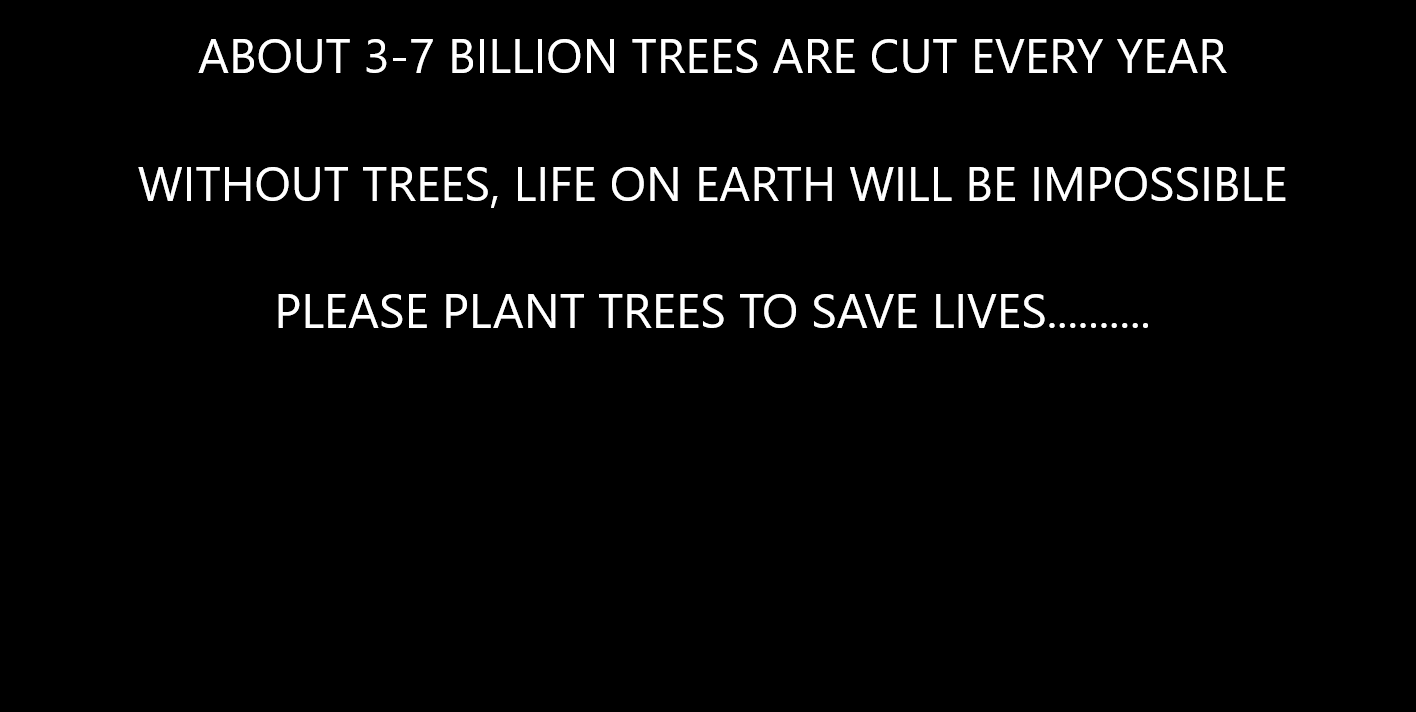 ABOUT 3-7 BILLION TREES ARE CUT EVERY YEAR
WITHOUT TREES, LIFE ON EARTH WILL BE IMPOSSIBLE
PLEASE PLANT TREES TO SAVE LIVES..........